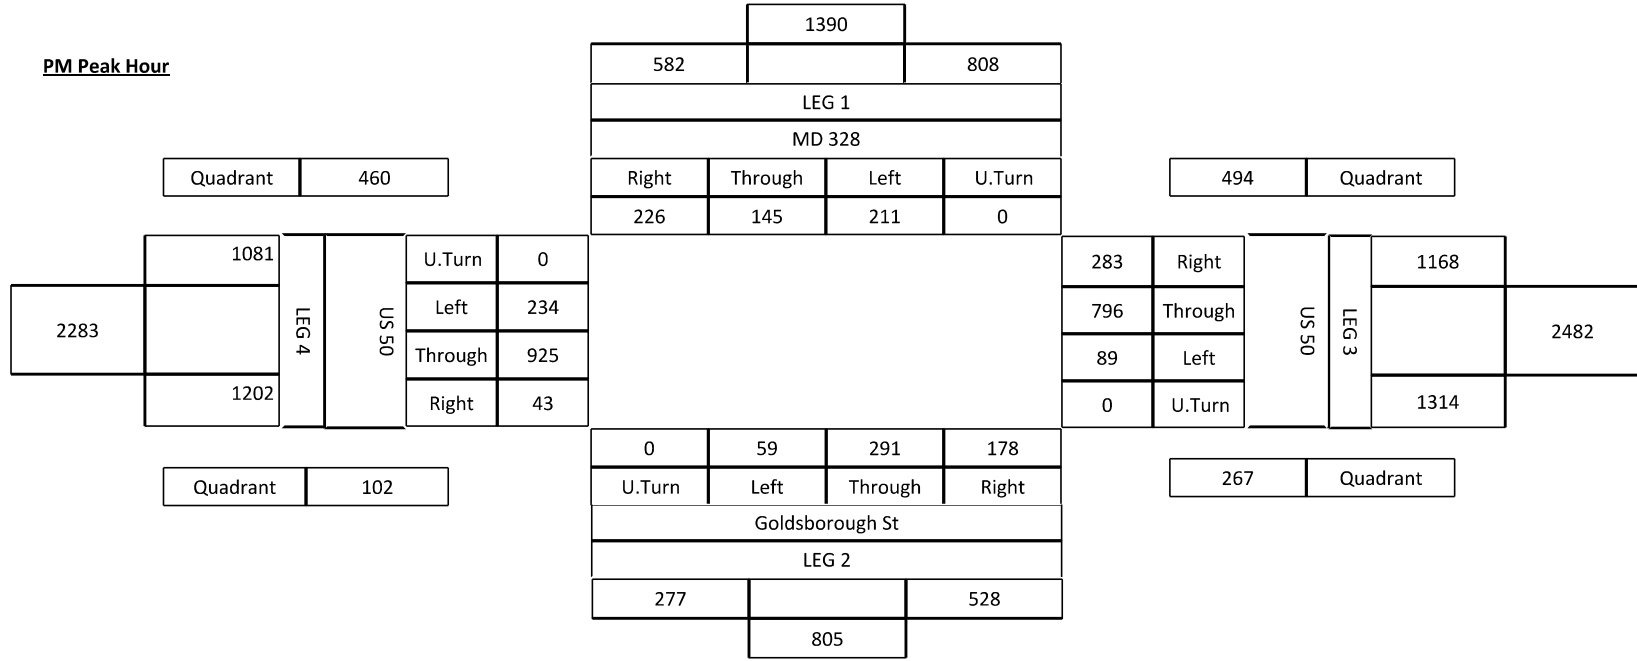 1390
PM Peak Hour
582 808
LEG 1
MD 328
Quadrant 460
Right Through Left U.Turn
494 Quadrant
226 145 211 0
1081
2283
1202
LEG 4
US 50
U.Turn 0
Left 234
Through 925
Right 43
283 Right
796 Through
89 Left
0 U.Turn
US 50
LEG 3
1168
2482
1314
0 59 291 178
U.Turn Left Through Right
Quadrant 102
267 Quadrant
Goldsborough St
LEG 2
277 528
805